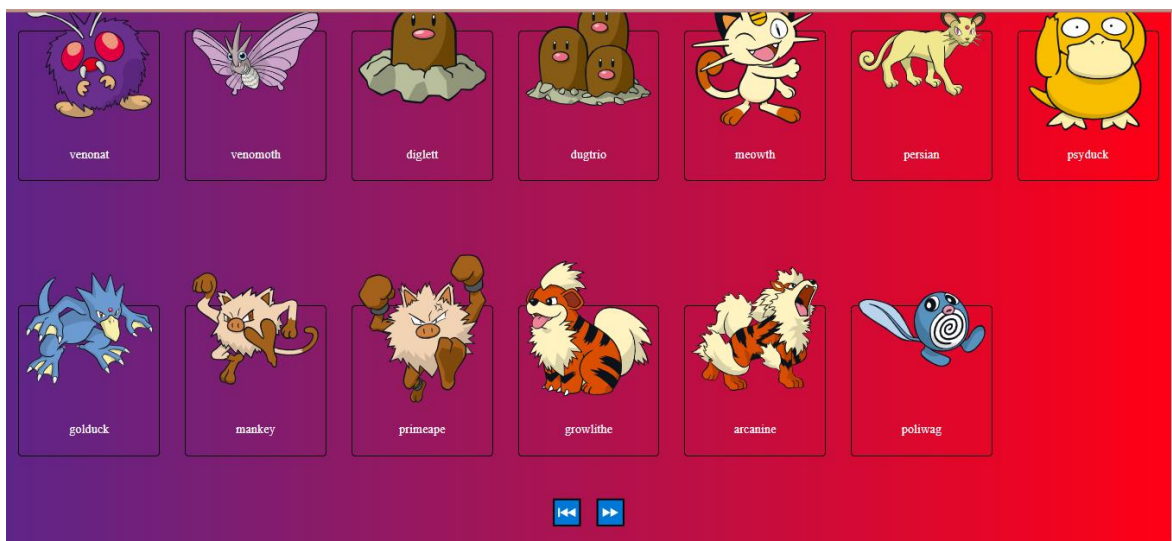 venonat
venomoth
diglett
dugtrio
meowth
persian
psyduck
golduck
mankey
primeape
growlithe
arcanine
poliwag